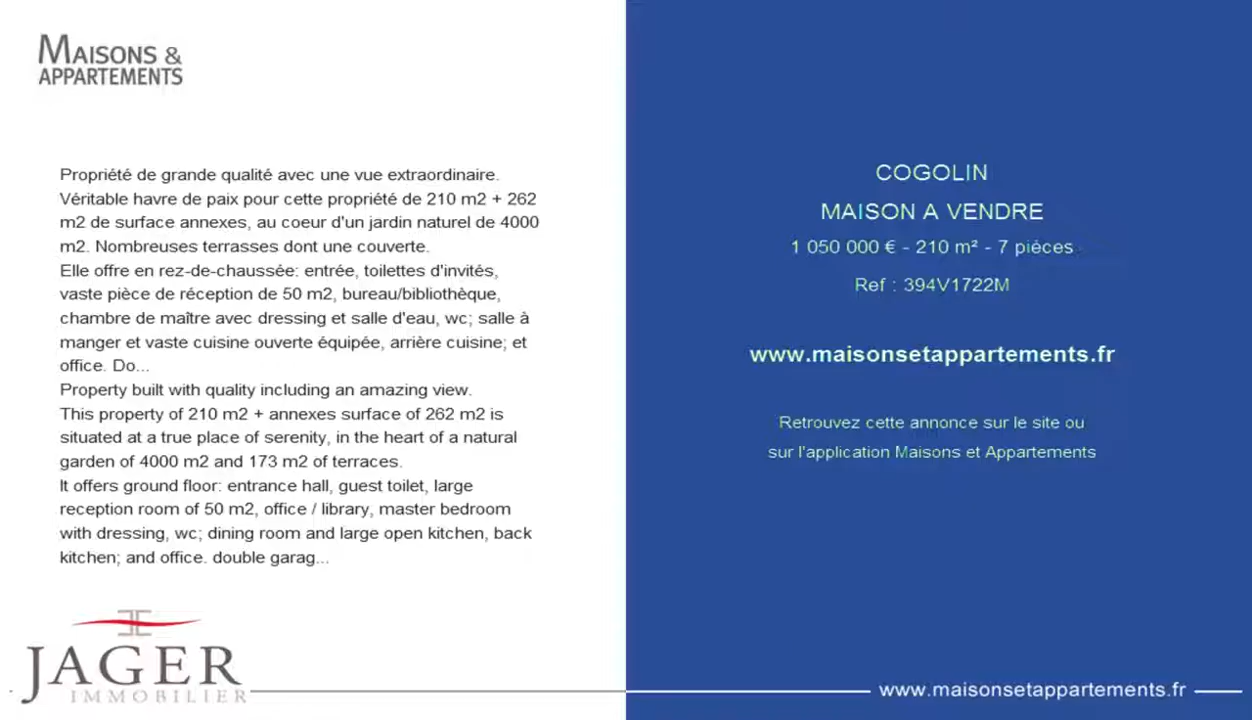 MAISONS &
APPARTEMENTS
Propriété de grande qualité avec une vue extraordinaire.
Véritable havre de paix pour cette propriété de 210 m2 + 262
m2 de surface annexes, au coeur d'un jardin naturel de 4000
m2. Nombreuses terrasses dont une couverte.
Elle offre en rez-de-chaussée: entrée, toilettes d'invités,
vaste pièce de réception de 50 m2, bureau/bibliothèque,
chambre de maître avec dressing et salle d'eau, wc; salle à
manger et vaste cuisine ouverte équipée, arrière cuisine; et
office. Do...
Property built with quality including an amazing view.
This property of 210 m2 + annexes surface of 262 m2 is
situated at a true place of serenity, in the heart of a natural
garden of 4000 m2 and 173 m2 of terraces.
It offers ground floor: entrance hall, guest toilet, large
reception room of 50 m2, office / library, master bedroom
with dressing, wc; dining room and large open kitchen, back
kitchen; and office. double garag...
JAGER
IMMOBILIER
COGOLIN
MAISON A VENDRE
1 050 000 € - 210 m² - 7 pièces
Ref : 394V1722M
www.maisonsetappartements.fr
Retrouvez cette annonce sur le site ou
sur l'application Maisons et Appartements
www.maisonsetappartements.fr